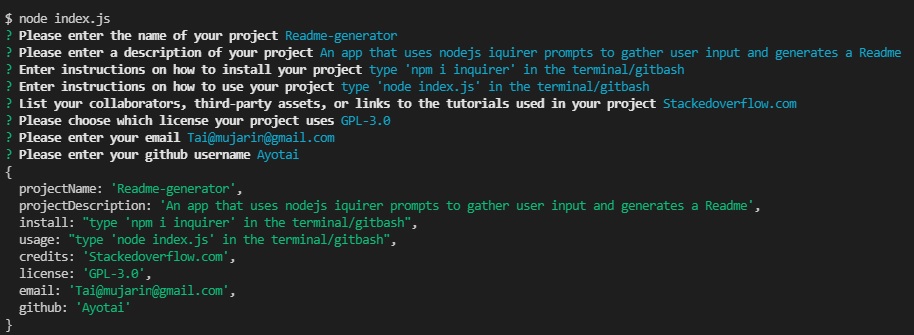 $ node index.js
? Please enter the name of your project Readme-generator
? Please enter a description of your project An app that uses nodejs iquirer prompts to gather user input and generates a Readme
? Enter instructions on how to install your project type 'npm i inquirer' in the terminal/gitbash
? Enter instructions on how to use your project type 'node index.js' in the terminal/gitbash
? List your collaborators, third-party assets, or links to the tutorials used in your project Stackedoverflow.com
? Please choose which license your project uses GPL-3.0
? Please enter your email Tai@mujarin@gmail.com
? Please enter your github username Ayotai
{
  projectName: 'Readme-generator',
  projectDescription: 'An app that uses nodejs iquirer prompts to gather user input and generates a Readme',
  install: "type 'npm i inquirer' in the terminal/gitbash",
  usage: "type 'node index.js' in the terminal/gitbash",
  credits: 'Stackedoverflow.com',
  license: 'GPL-3.0',
  email: 'Tai@mujarin@gmail.com',
  github: 'Ayotai'
}